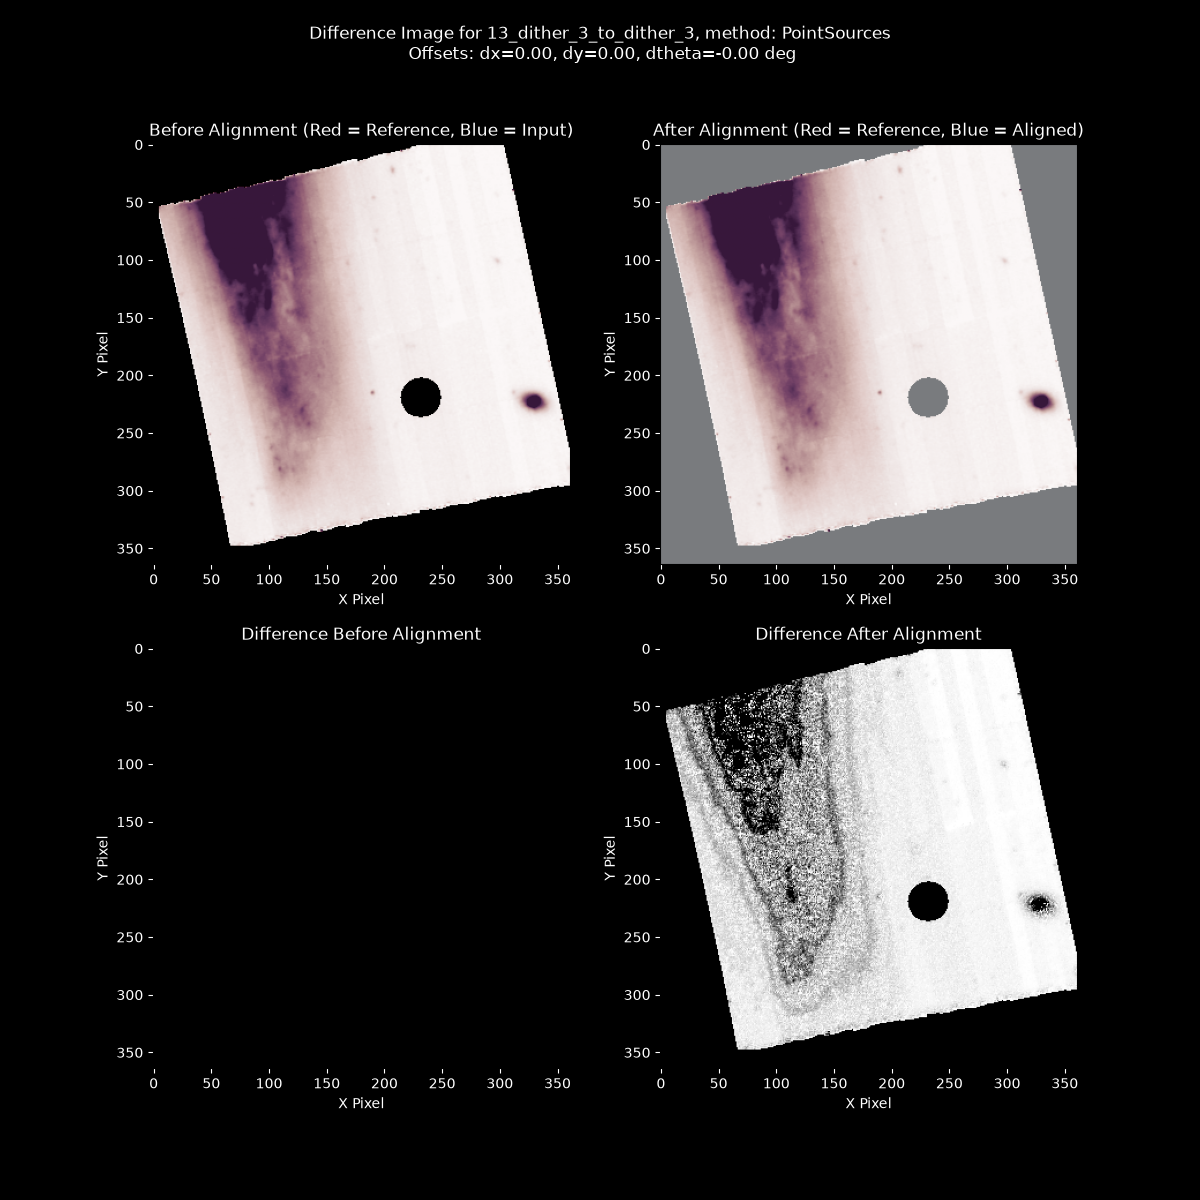 Difference Image for 13_dither_3_to_dither_3, method: PointSources
Offsets: dx=0.00, dy=0.00, dtheta=-0.00 deg
Before Alignment (Red = Reference, Blue = Input)
0
50
100
150
200
250
300
350
Y Pixel
0 50 100 150 200 250 300 350
X Pixel
After Alignment (Red = Reference, Blue = Aligned)
0
50
100
150
200
250
300
350
Y Pixel
0 50 100 150 200 250 300 350
X Pixel
Difference Before Alignment
0
50
100
150
200
250
300
350
Y Pixel
0 50 100 150 200 250 300 350
X Pixel
Difference After Alignment
0
50
100
150
200
250
300
350
Y Pixel
0 50 100 150 200 250 300 350
X Pixel